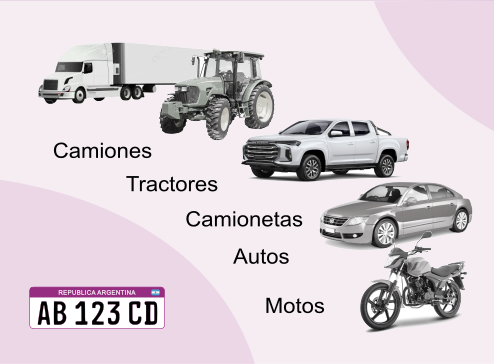 Camiones
Tractores
Camionetas
Autos
Motos
REPUBLICA ARGENTINA
AB 123 CD